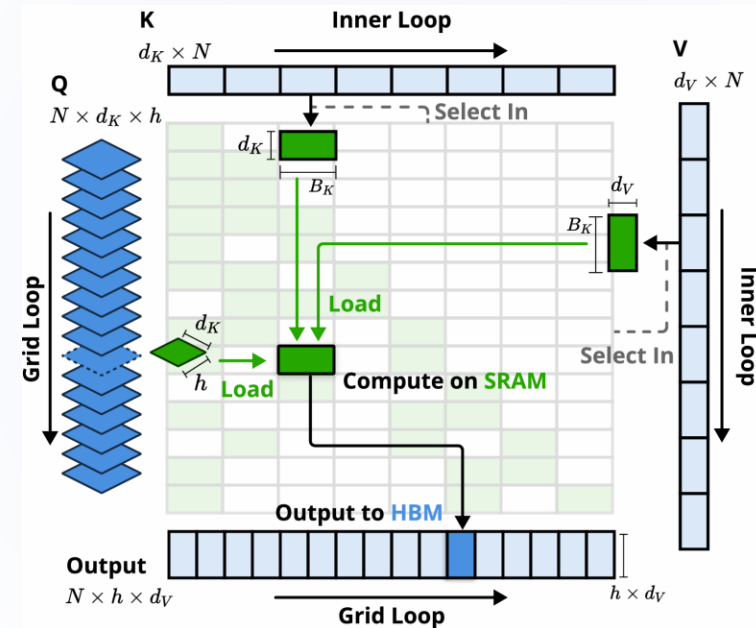 K
Inner Loop
d_K × N
V
d_V × N
Q
N × d_K × h
Select In
d_K
B_K
d_V
B_K
Grid Loop
Inner Loop
Load
d_K
h
Load
Select In
Compute on SRAM
Output to HBM
Output
N × h × d_V
h × d_V
Grid Loop